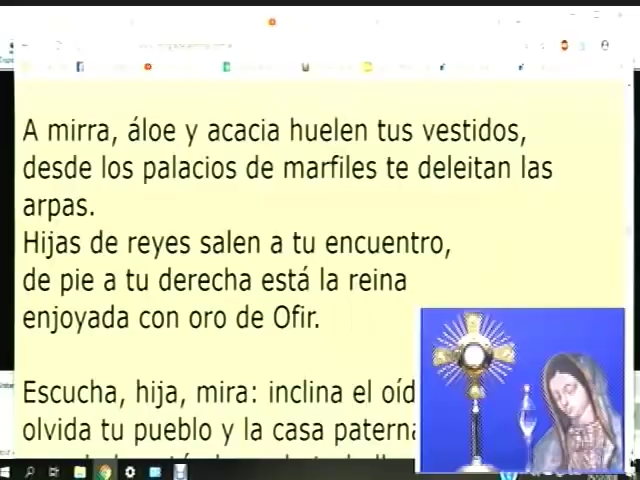 A mirra, áloe y acacia huelen tus vestidos,
desde los palacios de marfiles te deleitan las
arpas.
Hijas de reyes salen a tu encuentro,
de pie a tu derecha está la reina
enjoyada con oro de Ofir.
Escucha, hija, mira: inclina el oíd
olvida tu pueblo y la casa paterna